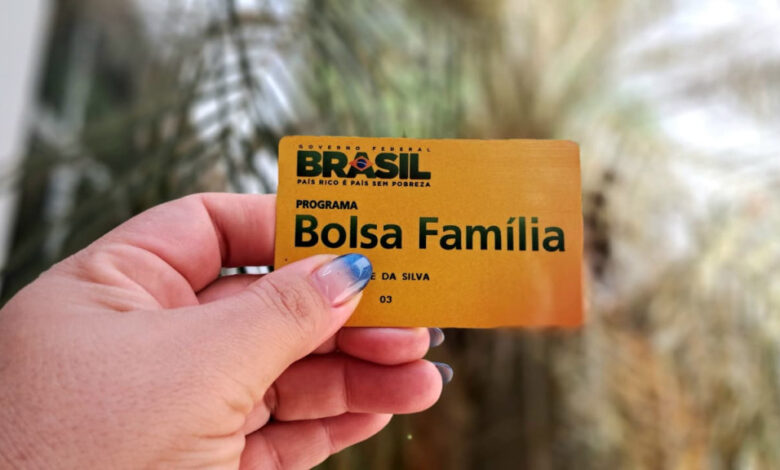 GOVERNO FEDERAL
BRASIL
PAÍS RICO É PAÍS SEM POBREZA
PROGRAMA
Bolsa Família
E DA SILVA
03